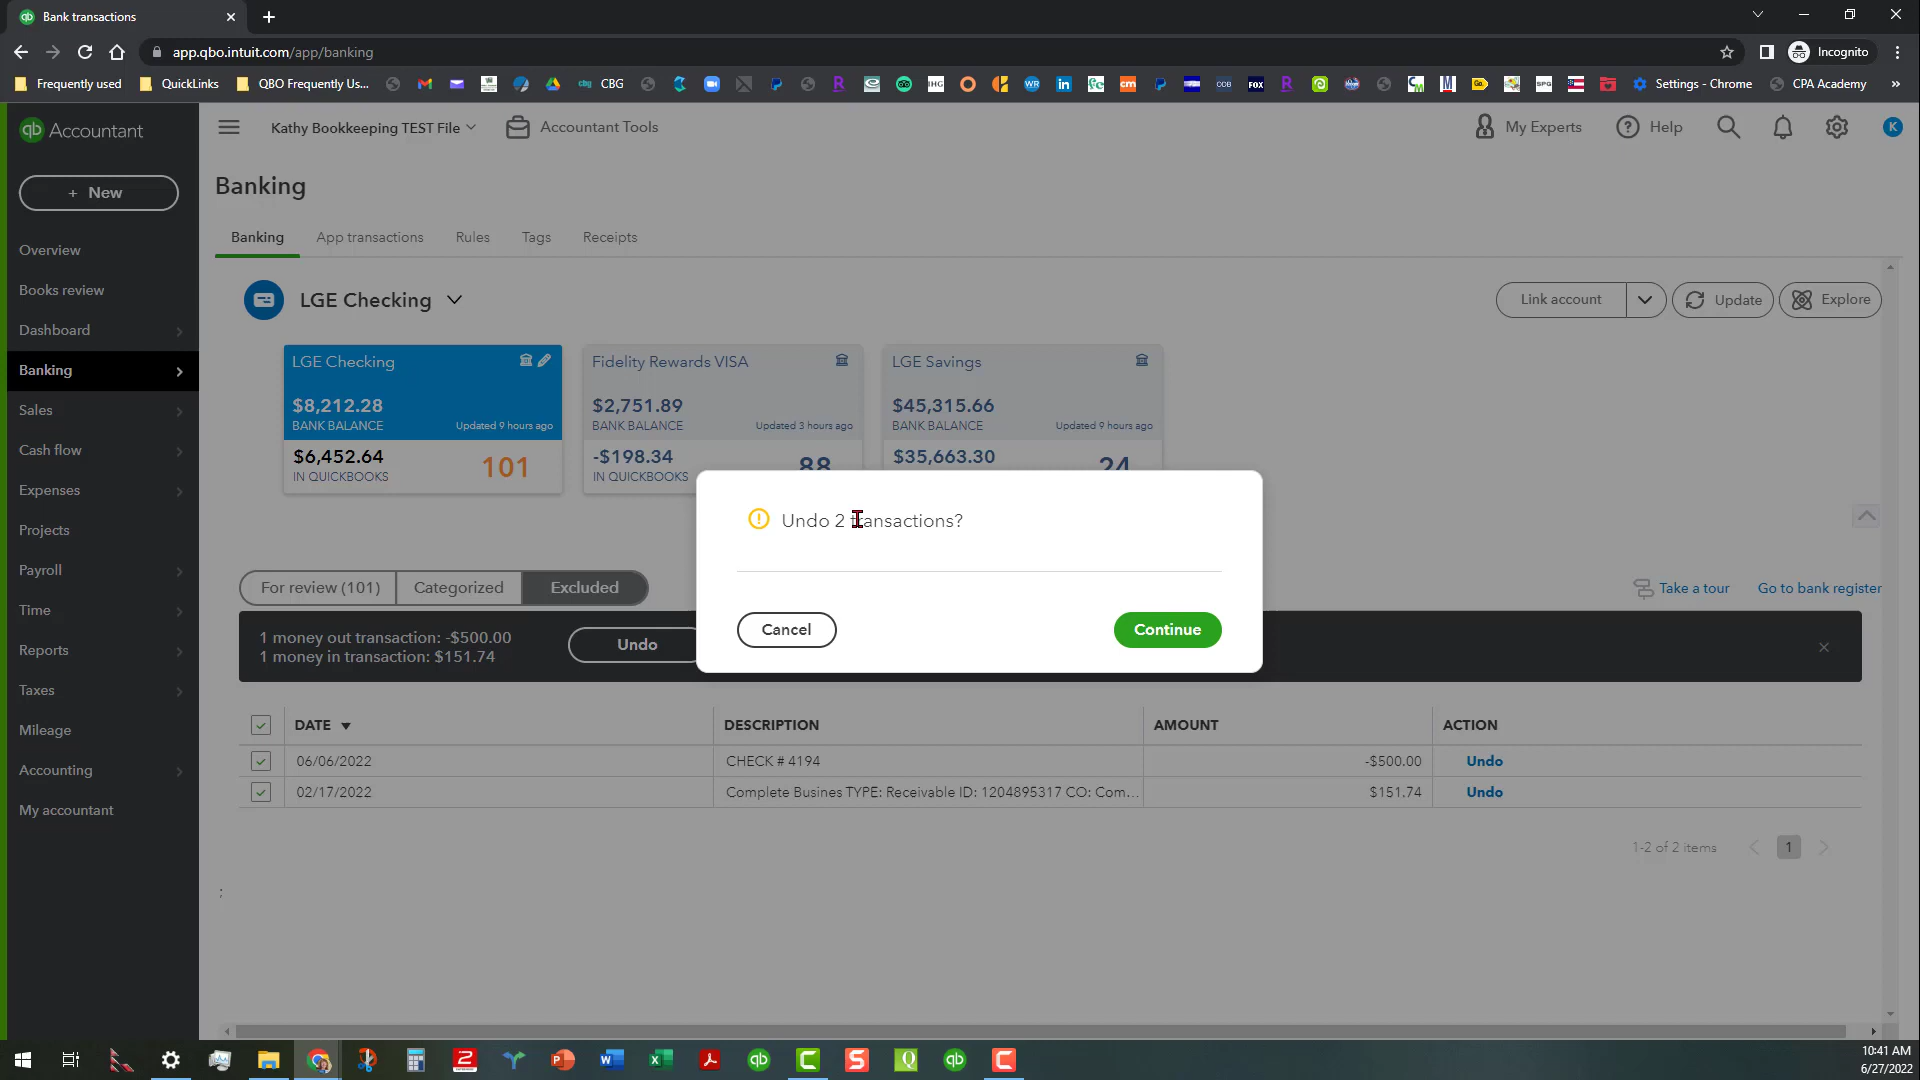 Bank transactions
app.qbo.intuit.com/app/banking
Incognito
Frequently used
QuickLinks
QBO Frequently Us...
CBG
Settings - Chrome
CPA Academy
qb Accountant
Kathy Bookkeeping TEST File
Accountant Tools
My Experts
Help
K
+ New
Overview
Books review
Dashboard
Banking
Sales
Cash flow
Expenses
Projects
Payroll
Time
Reports
Taxes
Mileage
Accounting
My accountant
Banking
Banking
App transactions
Rules
Tags
Receipts
LGE Checking
Link account
Update
Explore
LGE Checking
$8,212.28
BANK BALANCE
Updated 9 hours ago
$6,452.64
IN QUICKBOOKS
101
Fidelity Rewards VISA
$2,751.89
BANK BALANCE
Updated 3 hours ago
-$198.34
IN QUICKBOOKS
88
LGE Savings
$45,315.66
BANK BALANCE
Updated 9 hours ago
$35,663.30
24
Undo 2 transactions?
Cancel
Continue
For review (101)
Categorized
Excluded
Take a tour
Go to bank register
1 money out transaction: -$500.00
1 money in transaction: $151.74
Undo
DATE
DESCRIPTION
AMOUNT
ACTION
06/06/2022
CHECK # 4194
-$500.00
Undo
02/17/2022
Complete Busines TYPE: Receivable ID: 1204895317 CO: Com...
$151.74
Undo
1-2 of 2 items
1
;
10:41 AM
6/27/2022